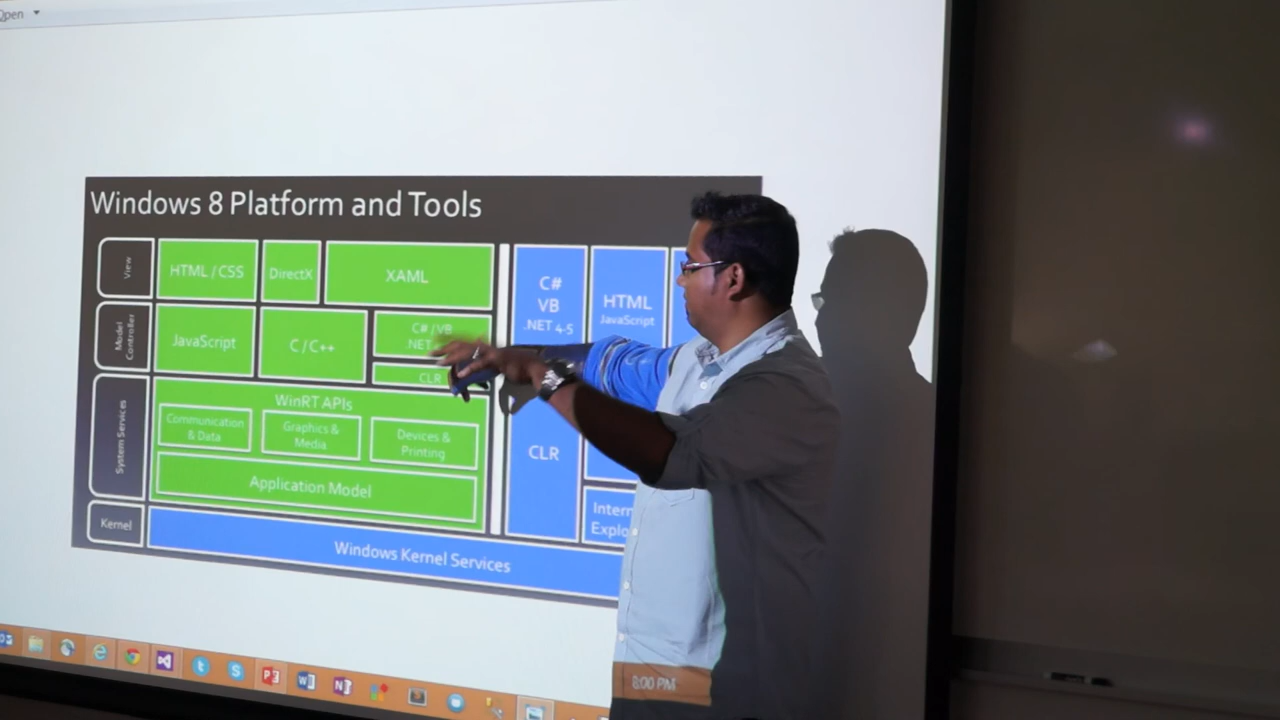 Open
Windows 8 Platform and Tools
View
HTML / CSS
DirectX
XAML
C#
VB
.NET 4.5
HTML
JavaScript
Model
Controller
JavaScript
C / C++
C# / VB
.NET
CLR
System Services
WinRT APIs
Communication
& Data
Graphics &
Media
Devices &
Printing
Application Model
CLR
Kernel
Windows Kernel Services
8:00 PM